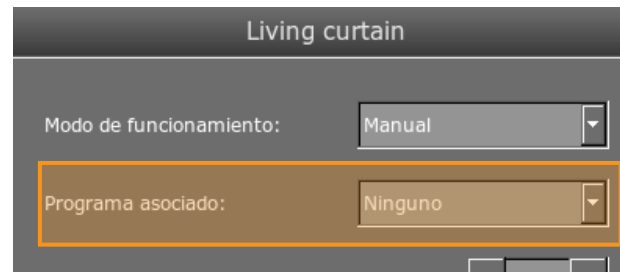 Living curtain
Modo de funcionamiento: Manual
Programa asociado: Ninguno